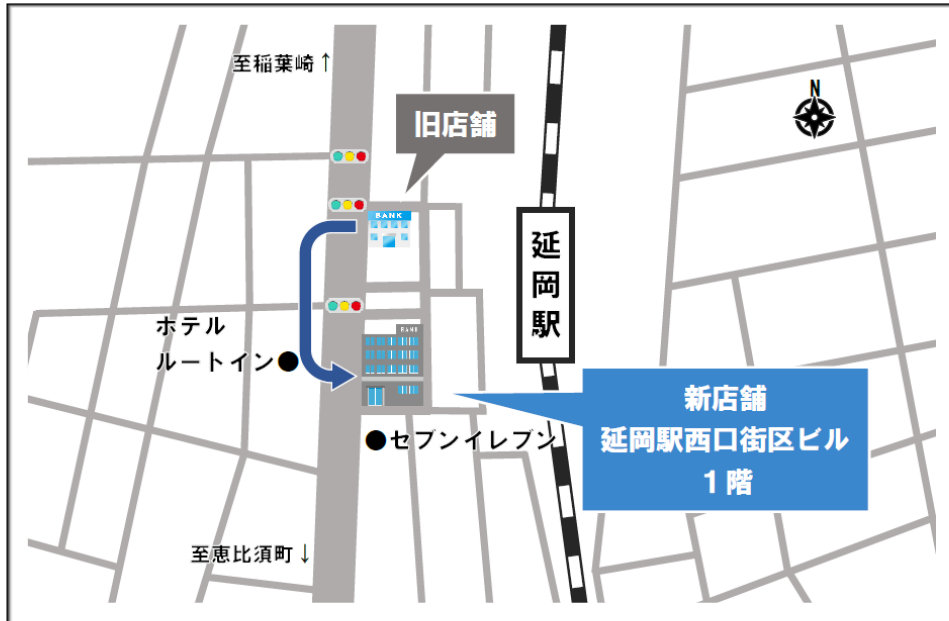 至稲葉崎↑
N
旧店舗
BANK
延岡駅
BANK
ホテル
ルートイン●
新店舗
延岡駅西口街区ビル
1階
●セブンイレブン
至恵比須町↓